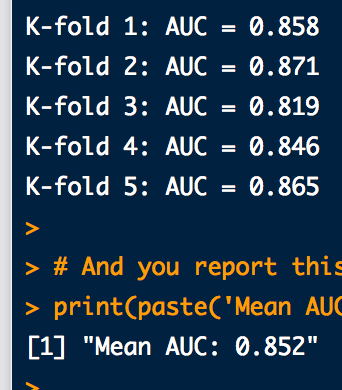 K-fold 1: AUC = 0.858
K-fold 2: AUC = 0.871
K-fold 3: AUC = 0.819
K-fold 4: AUC = 0.846
K-fold 5: AUC = 0.865
>
> # And you report this
> print(paste('Mean AUC
[1] "Mean AUC: 0.852"
>